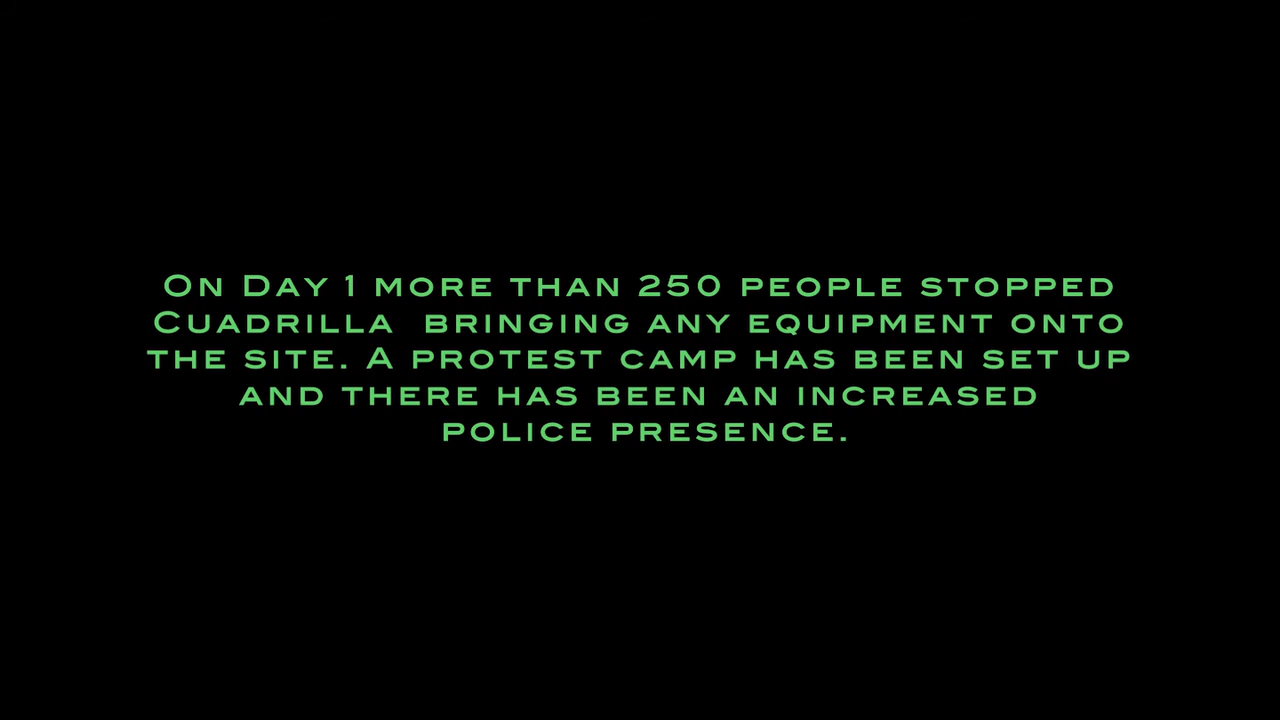 On Day 1 more than 250 people stopped
Cuadrilla  bringing any equipment onto
the site. A protest camp has been set up
and there has been an increased
police presence.